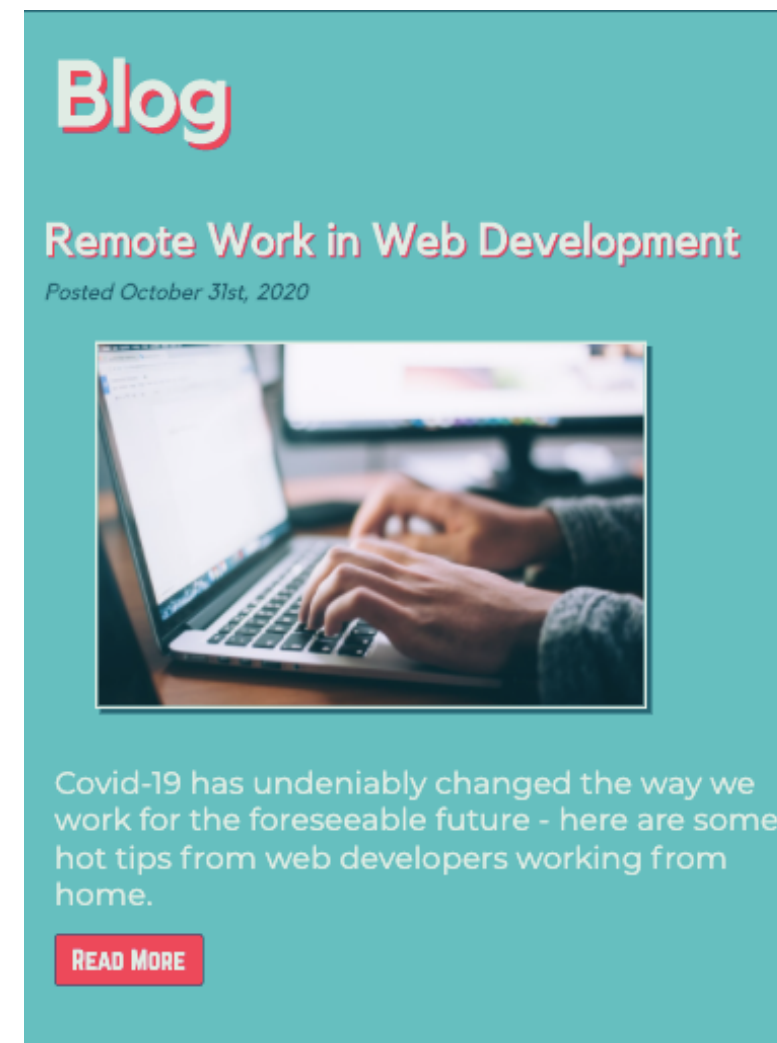 Blog
Remote Work in Web Development
Posted October 31st, 2020
Covid-19 has undeniably changed the way we
work for the foreseeable future - here are some
hot tips from web developers working from
home.
Read More